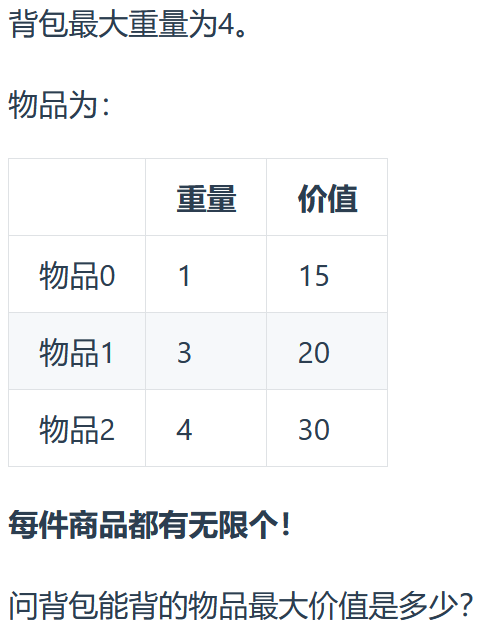 背包最大重量为4。
物品为：
重量 价值
物品0 1 15
物品1 3 20
物品2 4 30
每件商品都有无限个！
问背包能背的物品最大价值是多少？